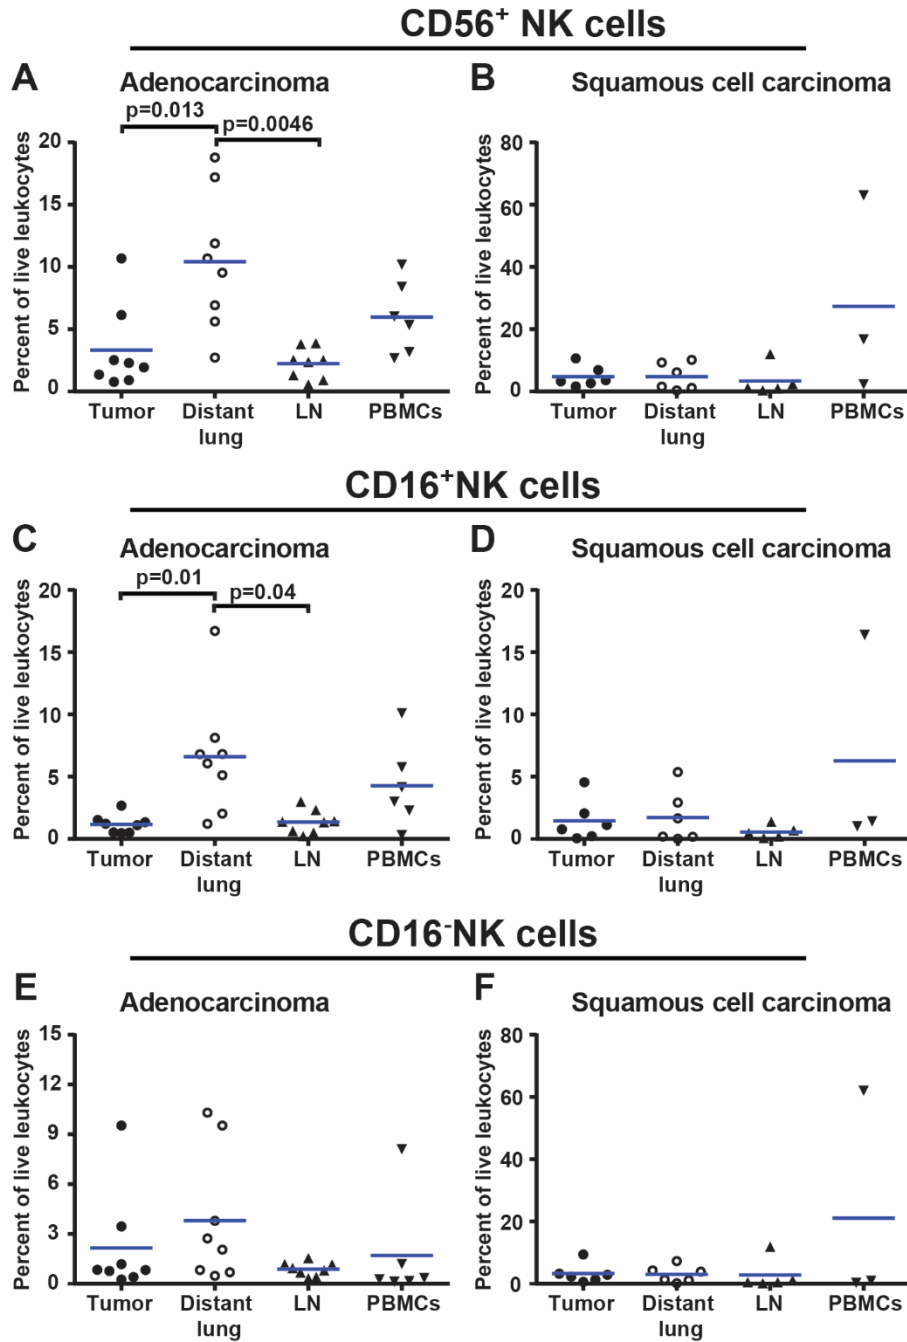 CD56⁺ NK cells
A
Adenocarcinoma
B
Squamous cell carcinoma
p=0.013
p=0.0046
Percent of live leukocytes
20
15
10
5
0
Tumor
Distant
lung
LN
PBMCs
Percent of live leukocytes
80
60
40
20
0
Tumor
Distant
lung
LN
PBMCs
CD16⁺NK cells
C
Adenocarcinoma
D
Squamous cell carcinoma
p=0.01
p=0.04
Percent of live leukocytes
20
15
10
5
0
Tumor
Distant
lung
LN
PBMCs
Percent of live leukocytes
20
15
10
5
0
Tumor
Distant
lung
LN
PBMCs
CD16⁻NK cells
E
Adenocarcinoma
F
Squamous cell carcinoma
Percent of live leukocytes
15
12
9
6
3
0
Tumor
Distant
lung
LN
PBMCs
Percent of live leukocytes
80
60
40
20
0
Tumor
Distant
lung
LN
PBMCs